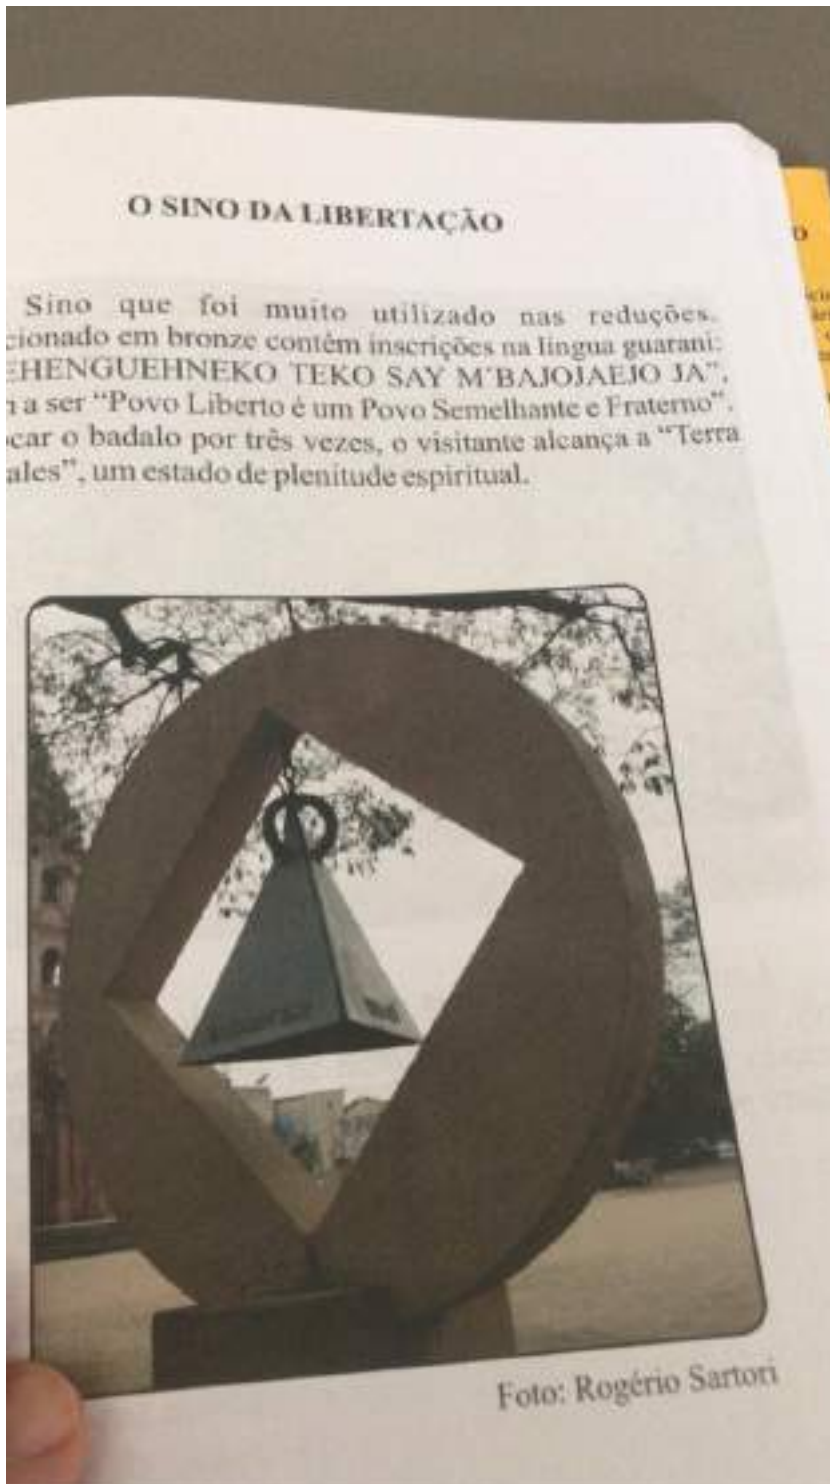 O SINO DA LIBERTAÇÃO
Sino que foi muito utilizado nas reduções.
cionado em bronze contém inscrições na língua guarani:
EHENGUEHNEKO TEKO SAY M´BAJOJAEJO JA",
a ser "Povo Liberto é um Povo Semelhante e Fraterno".
car o badalo por três vezes, o visitante alcança a "Terra
ales", um estado de plenitude espiritual.
Foto: Rogério Sartori